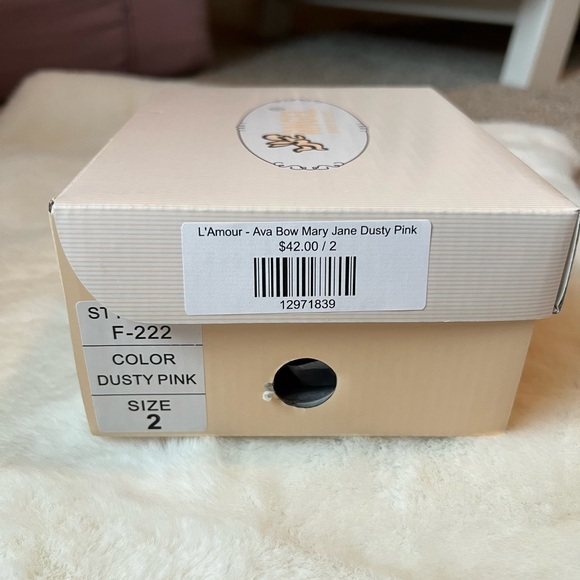 L'Amour - Ava Bow Mary Jane Dusty Pink
$42.00 / 2
12971839
F-222
COLOR
DUSTY PINK
SIZE
2